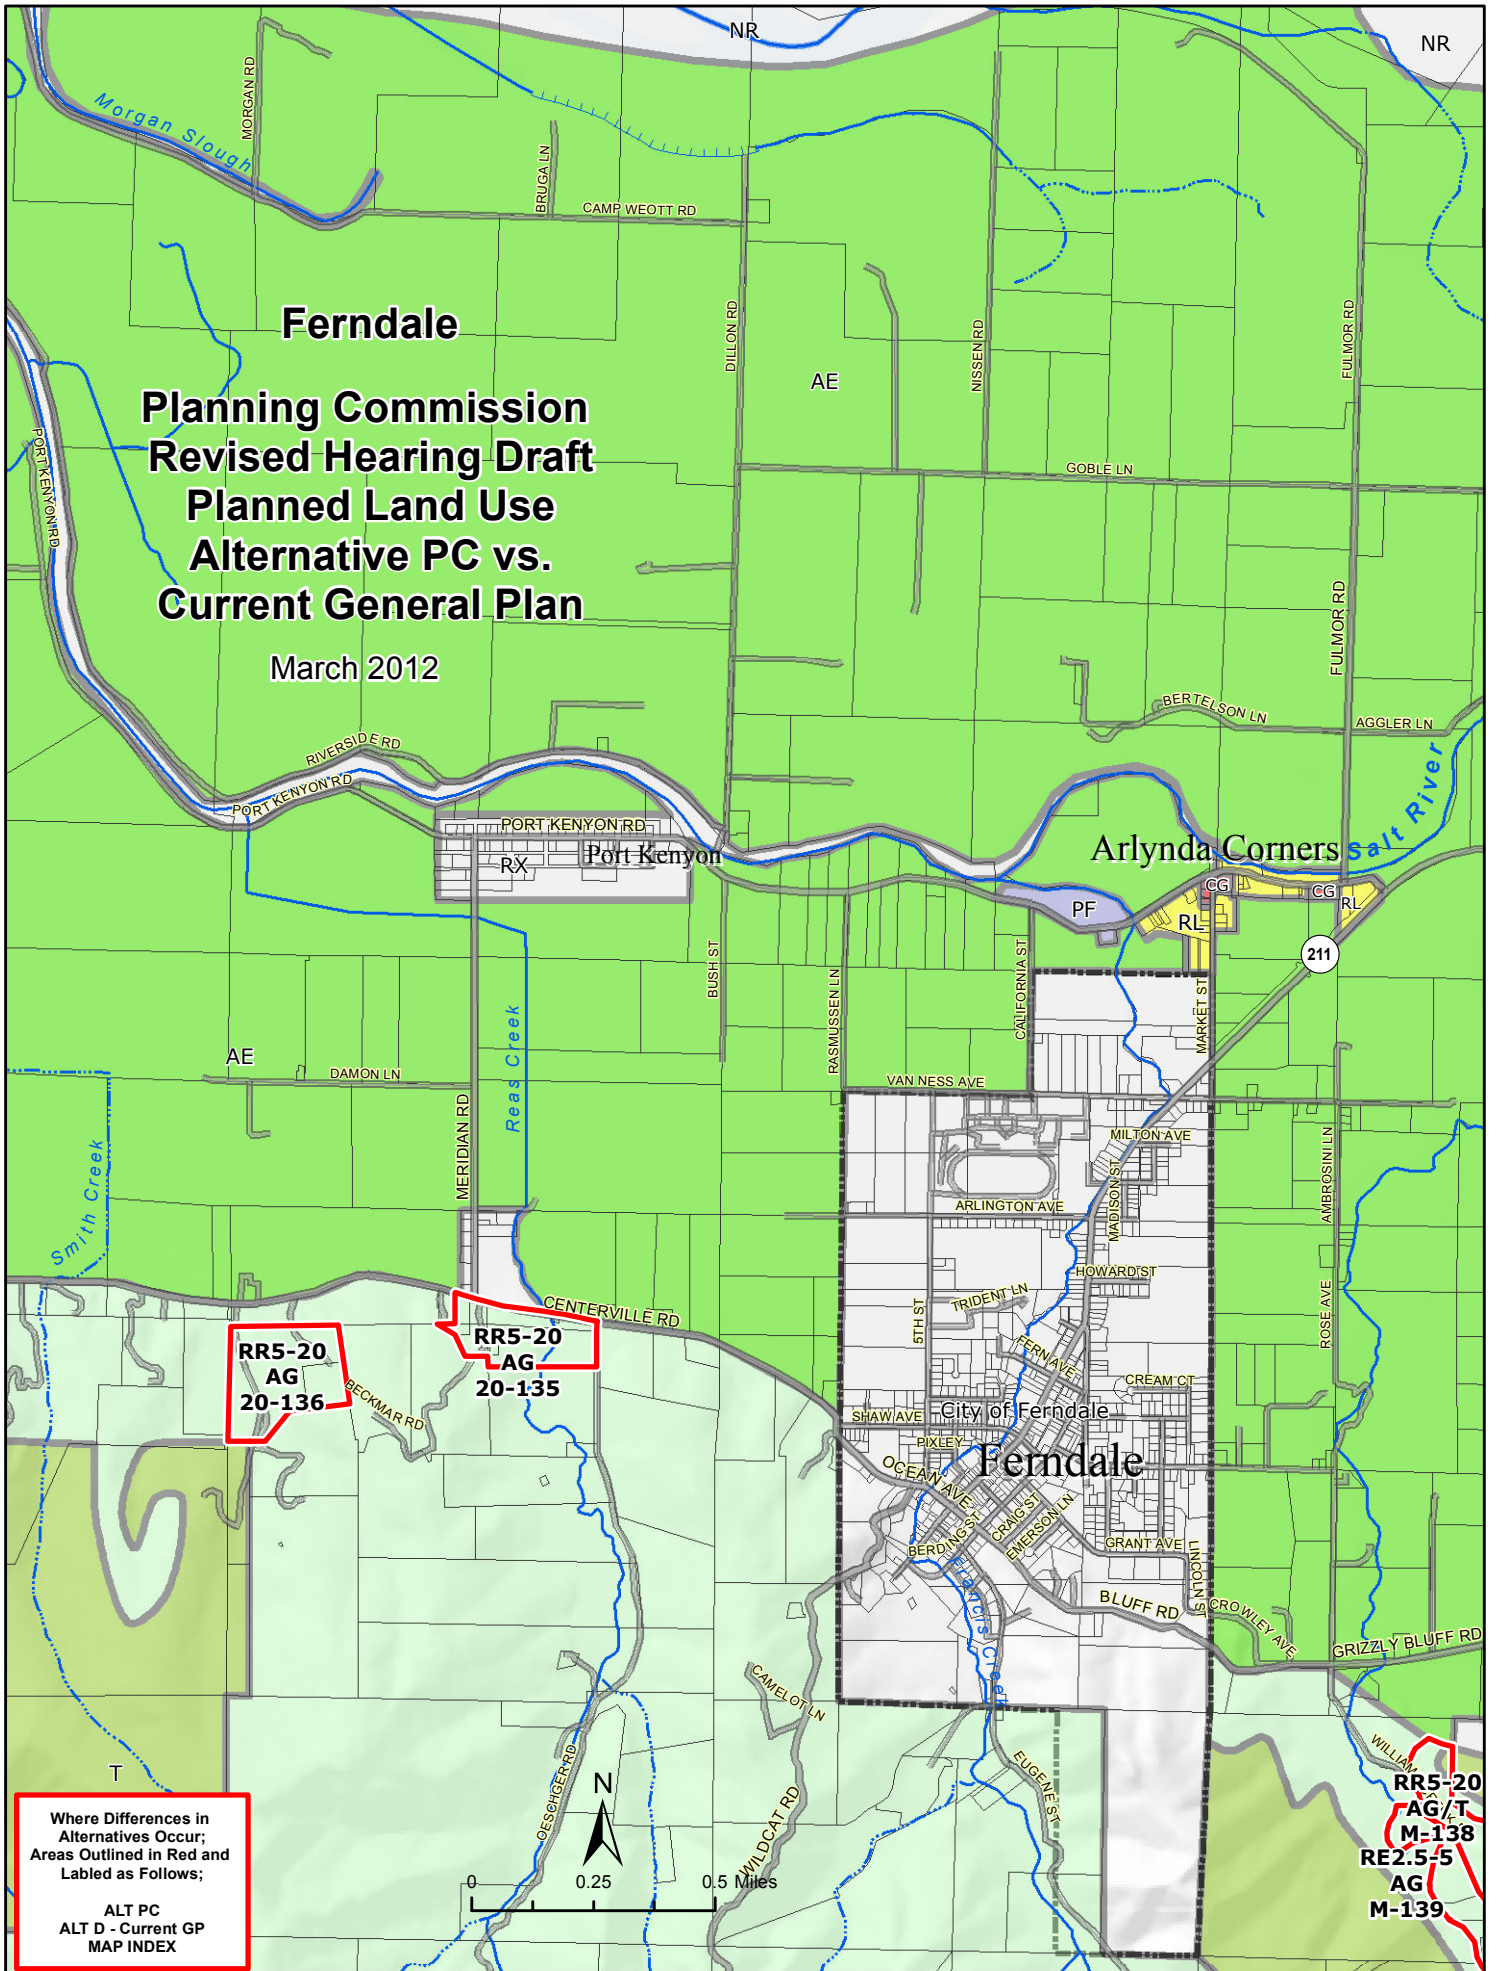 NR
NR
MORGAN RD
Morgan Slough
BRUGA LN
CAMP WEOTT RD
Ferndale
Planning Commission
Revised Hearing Draft
Planned Land Use
Alternative PC vs.
Current General Plan
March 2012
DILLON RD
NISSEN RD
FULMOR RD
AE
GOBLE LN
PORT KENYON RD
FULMOR RD
BERTELSON LN
AGGLER LN
RIVERSIDE RD
PORT KENYON RD
PORT KENYON RD
Port Kenyon
RX
Arlynda Corners
Salt River
CG
CG
RL
PF
RL
211
BUSH ST
RASMUSSEN LN
CALIFORNIA ST
MARKET ST
AE
DAMON LN
Reas Creek
MERIDIAN RD
Smith Creek
VAN NESS AVE
MILTON AVE
MADISON ST
ARLINGTON AVE
AMBROSINI LN
HOWARD ST
TRIDENT LN
5TH ST
FERN AVE
ROSE AVE
CENTERVILLE RD
RR5-20
AG
20-136
RR5-20
AG
20-135
BECKMAR RD
CREAM CT
SHAW AVE
City of Ferndale
PIXLEY
Ferndale
OCEAN AVE
CRAIG ST
EMERSON LN
BERDING ST
GRANT AVE
LINCOLN ST
Francis Creek
BLUFF RD
CROWLEY AVE
GRIZZLY BLUFF RD
CAMELOT LN
EUGENE ST
OESCHGER RD
WILDCAT RD
T
RR5-20
AG/T
M-138
RE2.5-5
AG
M-139
N
0
0.25
0.5 Miles
Where Differences in
Alternatives Occur;
Areas Outlined in Red and
Labled as Follows;
ALT PC
ALT D - Current GP
MAP INDEX